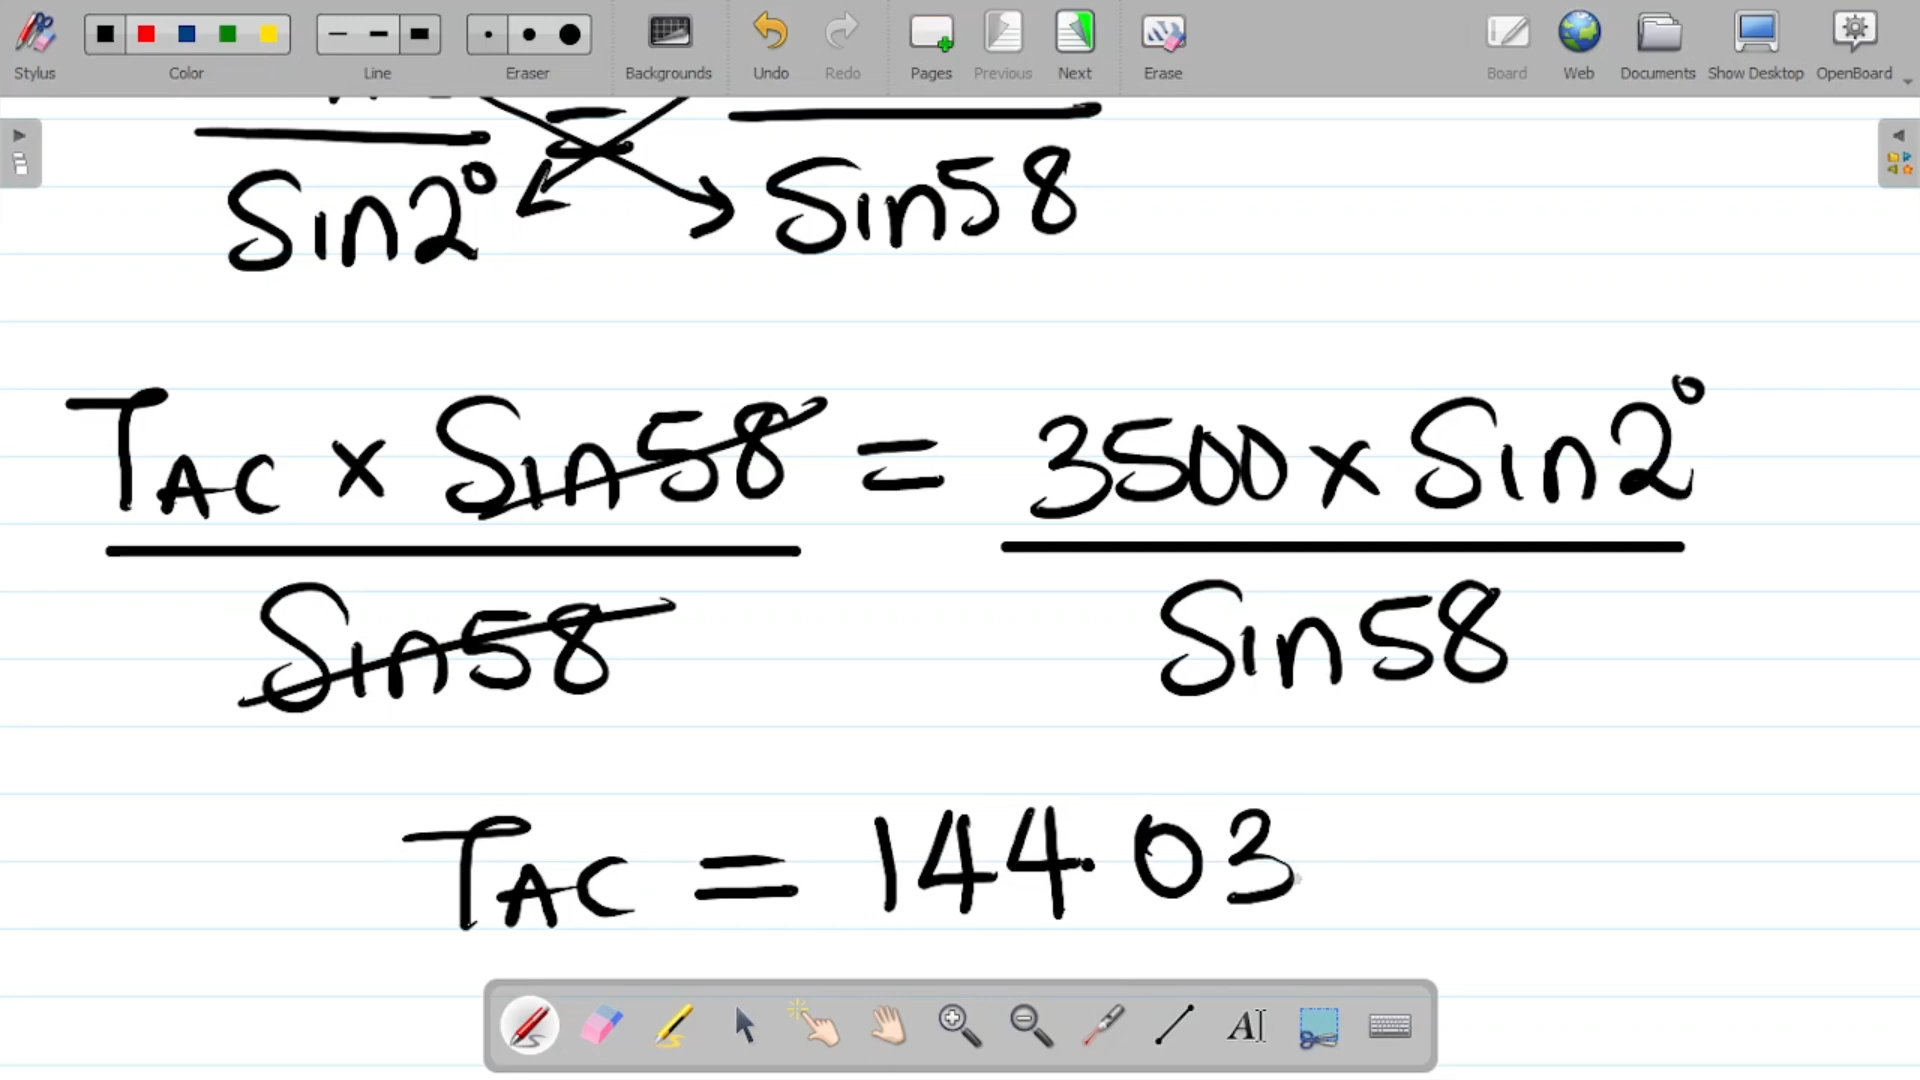 Stylus Color Line Eraser Backgrounds Undo Redo Pages Previous Next Erase Board Web Documents Show Desktop OpenBoard
Sin2° Sin58
TAC x Sin58 = 3500 x Sin2°
Sin58 Sin58
TAC = 144.03
AI